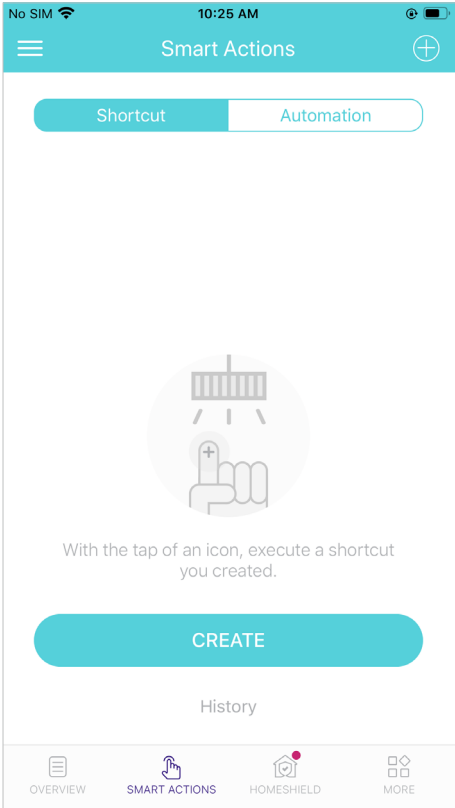 No SIM 10:25 AM
Smart Actions
Shortcut Automation
With the tap of an icon, execute a shortcut
you created.
CREATE
History
OVERVIEW SMART ACTIONS HOMESHIELD MORE